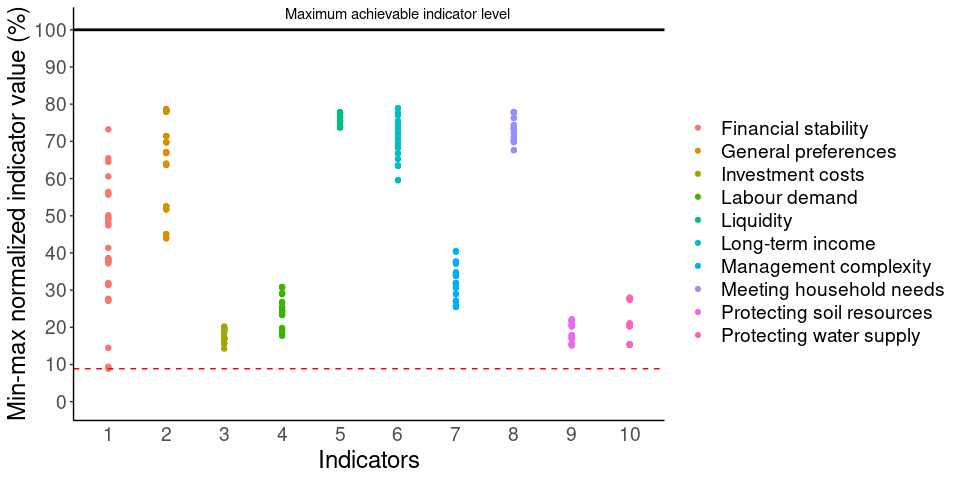 Maximum achievable indicator level
Min-max normalized indicator value (%)
100
90
80
70
60
50
40
30
20
10
0
1 2 3 4 5 6 7 8 9 10
Indicators
Financial stability
General preferences
Investment costs
Labour demand
Liquidity
Long-term income
Management complexity
Meeting household needs
Protecting soil resources
Protecting water supply